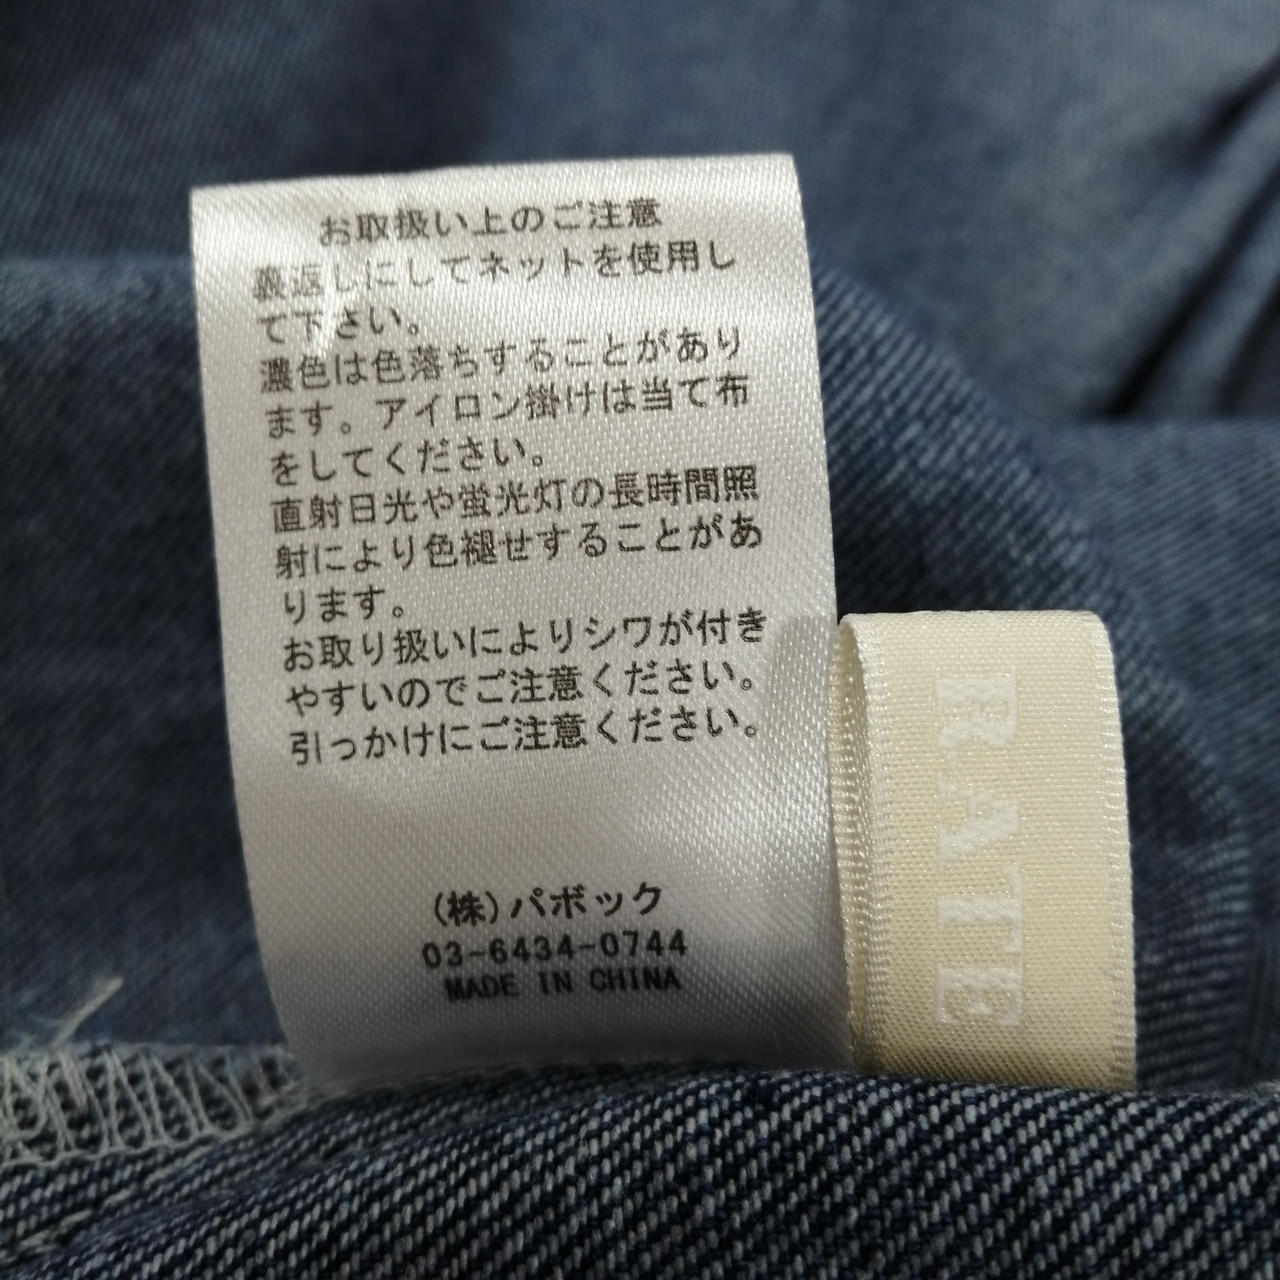 お取扱い上のご注意
裏返しにしてネットを使用し
て下さい。
濃色は色落ちすることがあり
ます。アイロン掛けは当て布
をしてください。
直射日光や蛍光灯の長時間照
射により色褪せすることがあ
ります。
お取り扱いによりシワが付き
やすいのでご注意ください。
引っかけにご注意ください。
(株)パボック
03-6434-0744
MADE IN CHINA
RATE